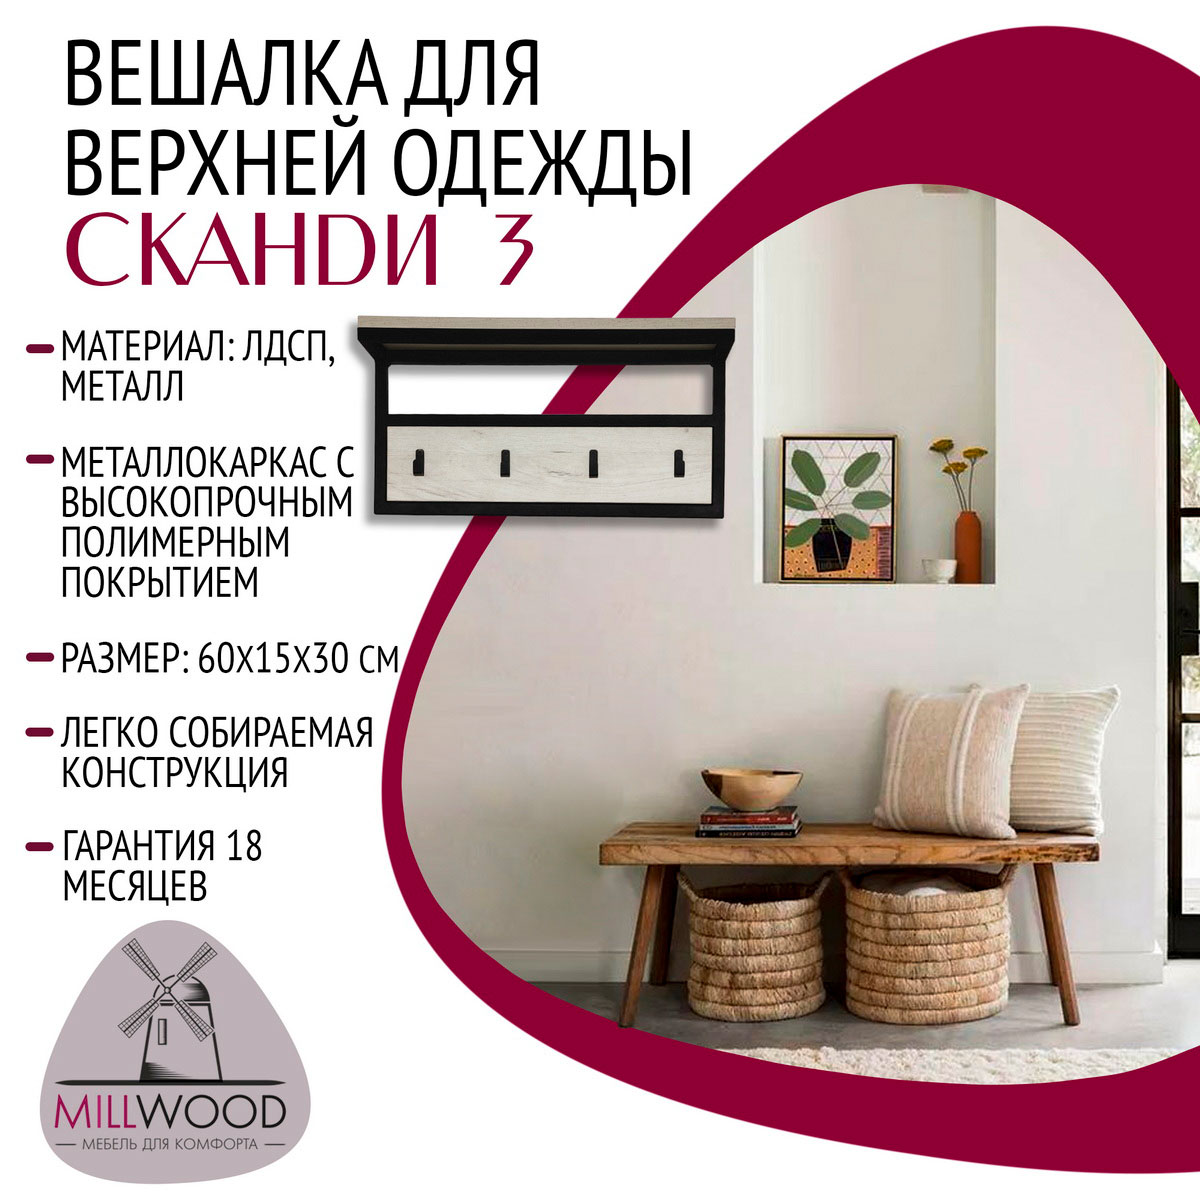 ВЕШАЛКА ДЛЯ
ВЕРХНЕЙ ОДЕЖДЫ
СКАНДИ 3
МАТЕРИАЛ: ЛДСП,
МЕТАЛЛ
МЕТАЛЛОКАРКАС С
ВЫСОКОПРОЧНЫМ
ПОЛИМЕРНЫМ
ПОКРЫТИЕМ
РАЗМЕР: 60Х15Х30 СМ
ЛЕГКО СОБИРАЕМАЯ
КОНСТРУКЦИЯ
ГАРАНТИЯ 18
МЕСЯЦЕВ
MILLWOOD
МЕБЕЛЬ ДЛЯ КОМФОРТА